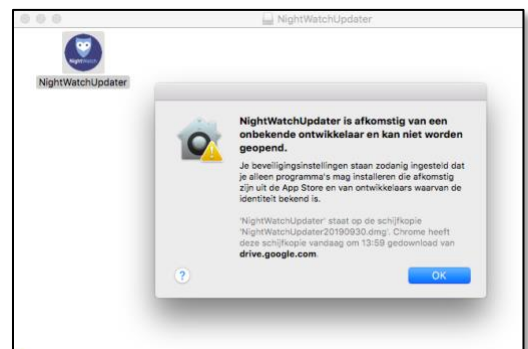 NightWatchUpdater
NightWatch
NightWatchUpdater
NightWatchUpdater is afkomstig van een
onbekende ontwikkelaar en kan niet worden
geopend.
Je beveiligingsinstellingen staan zodanig ingesteld dat
je alleen programma's mag installeren die afkomstig
zijn uit de App Store en van ontwikkelaars waarvan de
identiteit bekend is.
'NightWatchUpdater' staat op de schijfkopie
'NightWatchUpdater20190930.dmg'. Chrome heeft
deze schijfkopie vandaag om 13:59 gedownload van
drive.google.com.
?
OK